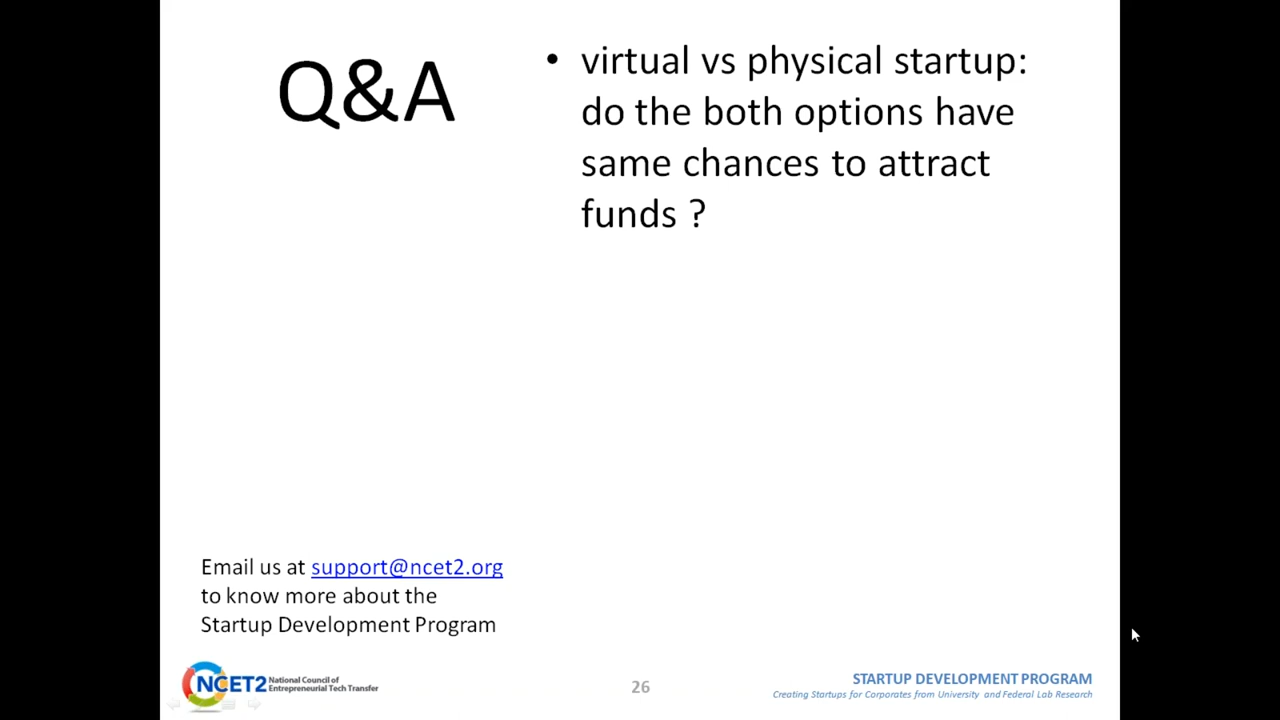 Q&A
• virtual vs physical startup:
do the both options have
same chances to attract
funds ?
Email us at support@ncet2.org
to know more about the
Startup Development Program
NCET2 National Council of
Entrepreneurial Tech Transfer
26
STARTUP DEVELOPMENT PROGRAM
Creating Startups for Corporates from University and Federal Lab Research